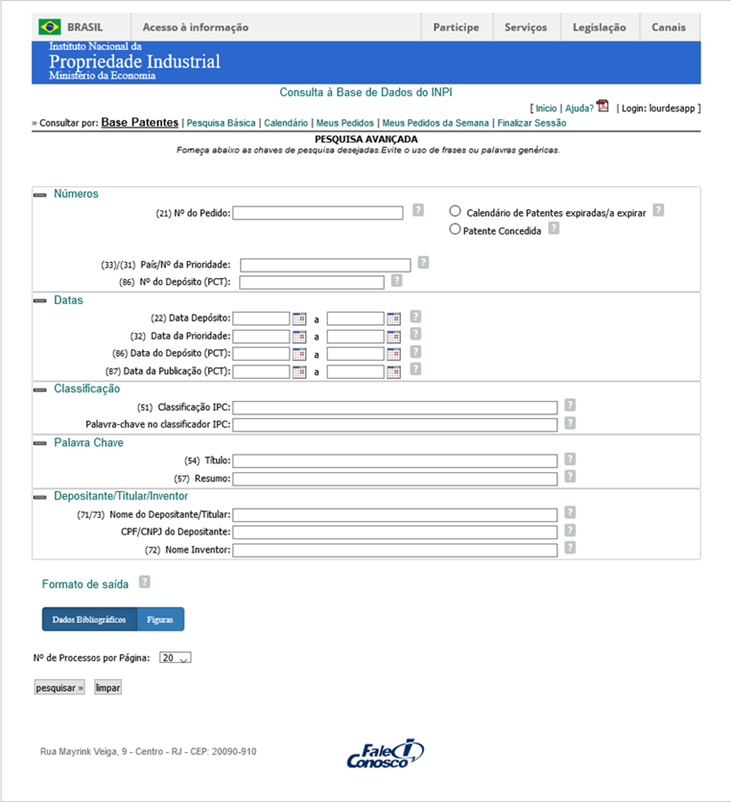 BRASIL Acesso à informação Participe Serviços Legislação Canais
Instituto Nacional da
Propriedade Industrial
Ministério da Economia
Consulta à Base de Dados do INPI
[ Início | Ajuda? | Login: lourdesapp ]
» Consultar por: Base Patentes | Pesquisa Básica | Calendário | Meus Pedidos | Meus Pedidos da Semana | Finalizar Sessão
PESQUISA AVANÇADA
Forneça abaixo as chaves de pesquisa desejadas.Evite o uso de frases ou palavras genéricas.
Números
(21) Nº do Pedido: ? Calendário de Patentes expiradas/a expirar ?
Patente Concedida ?
(33)/(31) País/Nº da Prioridade: ?
(86) Nº do Depósito (PCT): ?
Datas
(22) Data Depósito: a ?
(32) Data da Prioridade: a ?
(86) Data do Depósito (PCT): a ?
(87) Data da Publicação (PCT): a ?
Classificação
(51) Classificação IPC: ?
Palavra-chave no classificador IPC: ?
Palavra Chave
(54) Título: ?
(57) Resumo: ?
Depositante/Titular/Inventor
(71/73) Nome do Depositante/Titular: ?
CPF/CNPJ do Depositante: ?
(72) Nome Inventor: ?
Formato de saída ?
Dados Bibliográficos Figuras
Nº de Processos por Página: 20
pesquisar » limpar
Rua Mayrink Veiga, 9 - Centro - RJ - CEP: 20090-910
Fale
Conosco